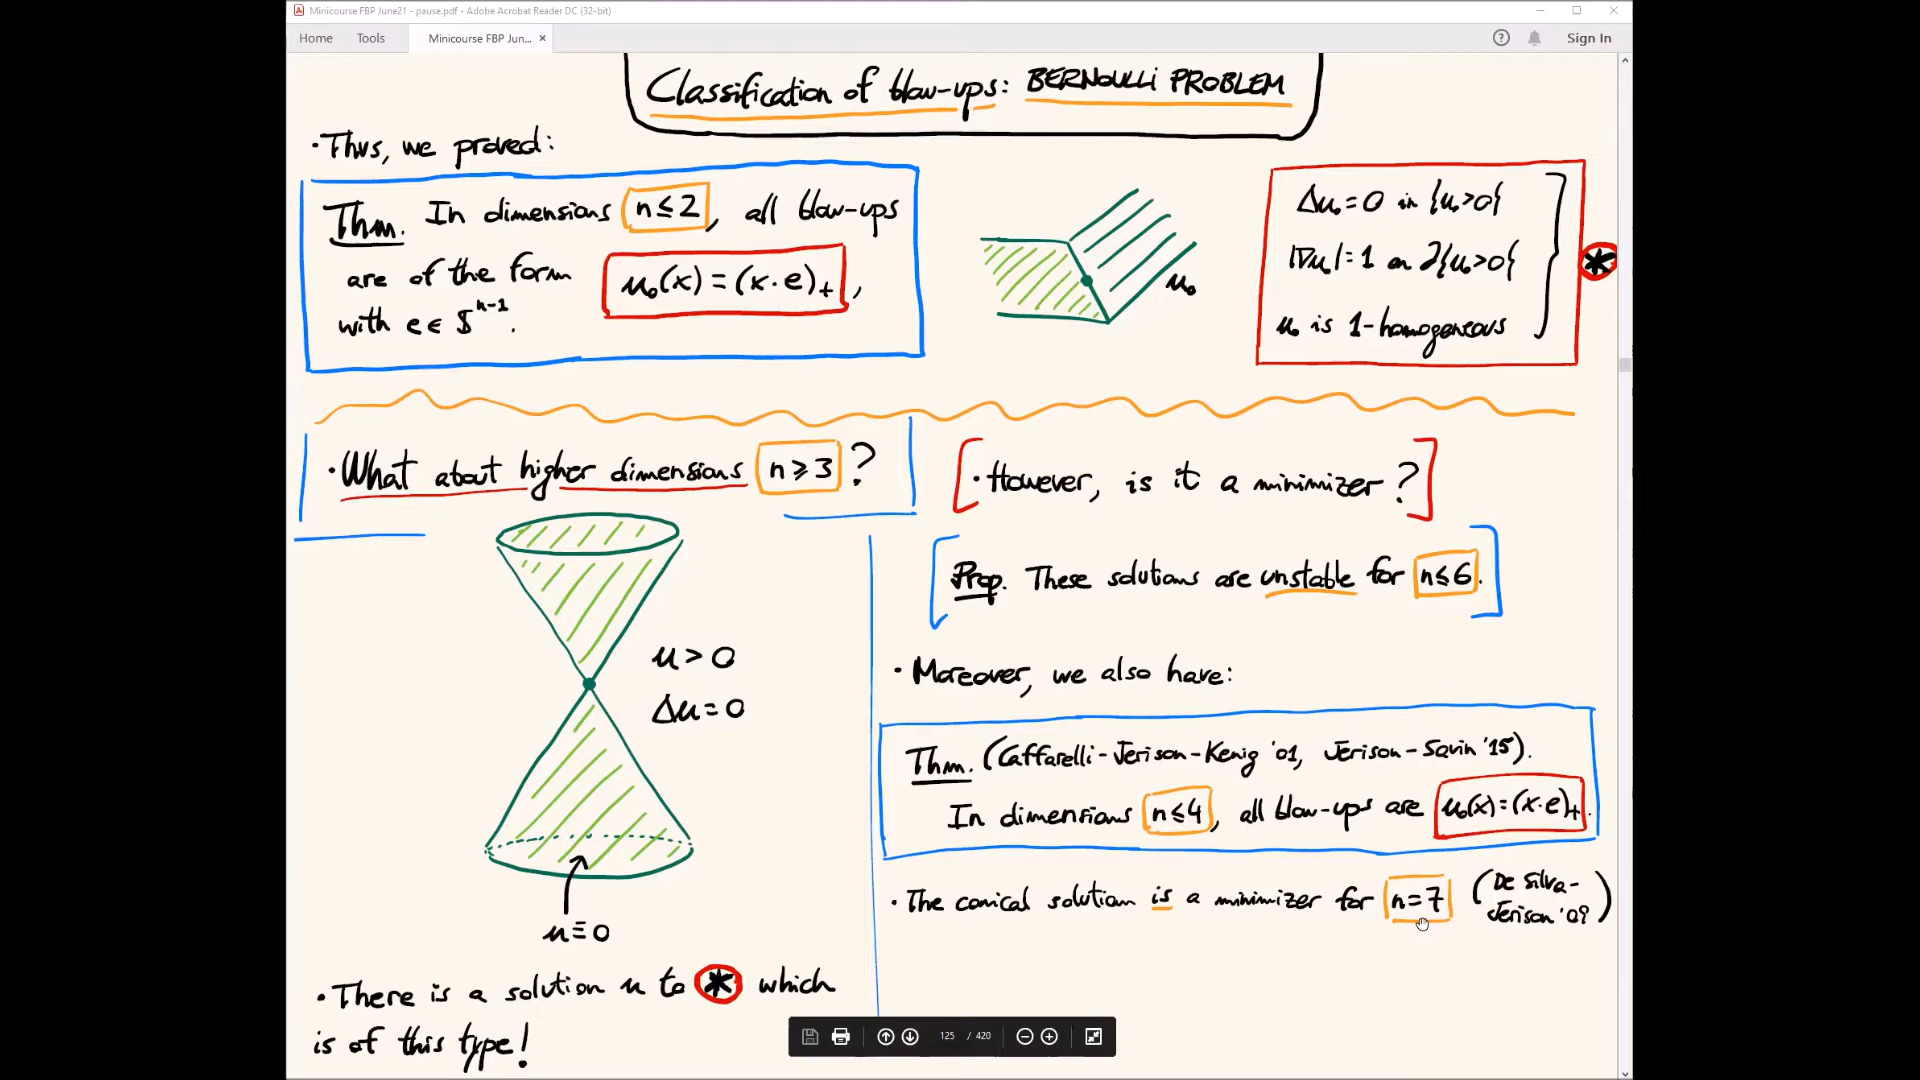 Minicourse FBP June21 - pause.pdf - Adobe Acrobat Reader DC (32-bit)
Home Tools Minicourse FBP Jun... × Sign In
Classification of blow-ups: BERNOULLI PROBLEM
· Thus, we proved:
Thm. In dimensions n≤2, all blow-ups
are of the form u₀(x) = (x·e)₊,
with e ∈ 𝕊ⁿ⁻¹.
u₀
Δu₀ = 0 in {u₀>0}
|∇u₀| = 1 on ∂{u₀>0}
u₀ is 1-homogeneous
*
· What about higher dimensions n≥3?
u > 0
Δu = 0
u ≡ 0
· There is a solution u to * which
is of this type!
· However, is it a minimizer?
Prop. These solutions are unstable for n≤6.
· Moreover, we also have:
Thm. (Caffarelli-Jerison-Kenig '01, Jerison-Savin '15).
In dimensions n≤4, all blow-ups are u₀(x) = (x·e)₊.
· The conical solution is a minimizer for n=7 (De Silva-
Jerison '09)
125 / 420